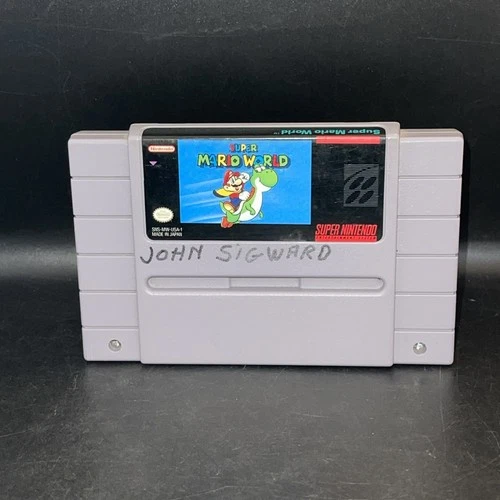 Super Mario World™
Nintendo
SUPER
MARIO WORLD
SNS-MW-USA-1
MADE IN JAPAN
SUPER NINTENDO
ENTERTAINMENT SYSTEM
JOHN SIGWARD